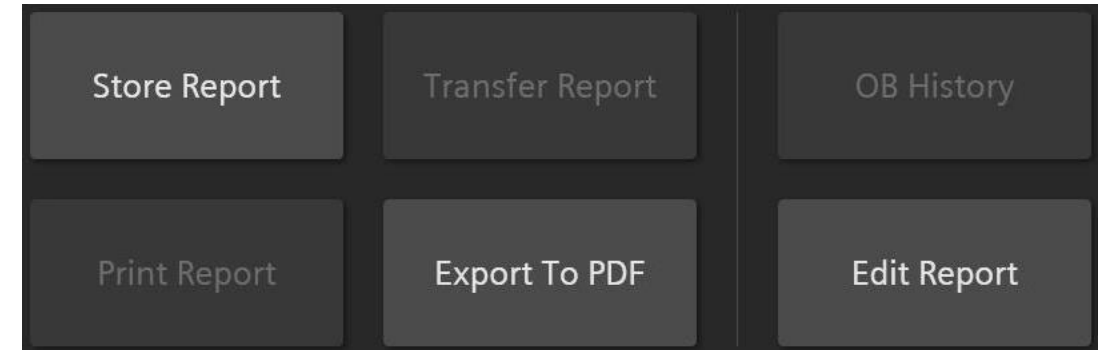 Store Report
Transfer Report
OB History
Print Report
Export To PDF
Edit Report